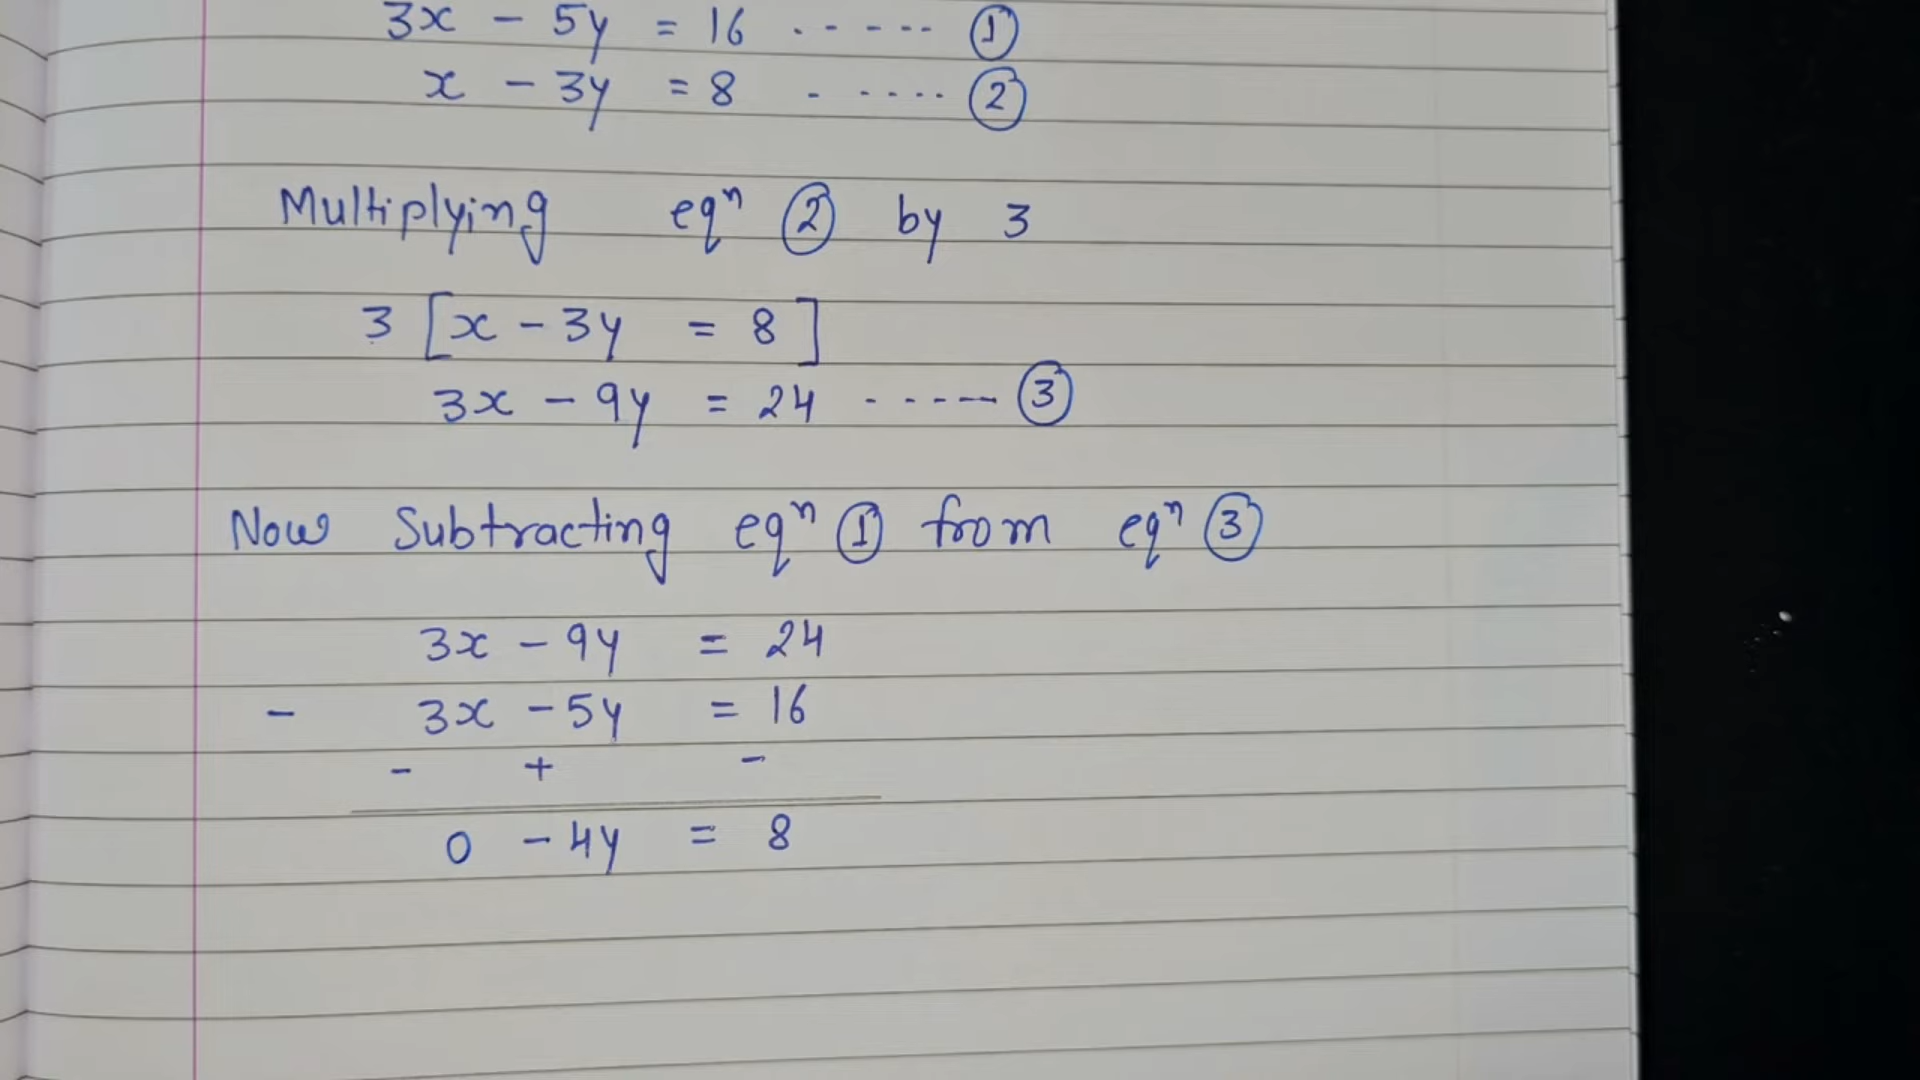 3x - 5y = 16 ------ ①
x - 3y = 8 - ----- ②
Multiplying eqⁿ ② by 3
3 [x - 3y = 8]
3x - 9y = 24 ------ ③
Now Subtracting eqⁿ ① from eqⁿ ③
3x - 9y = 24
- 3x - 5y = 16
- + -
0 - 4y = 8